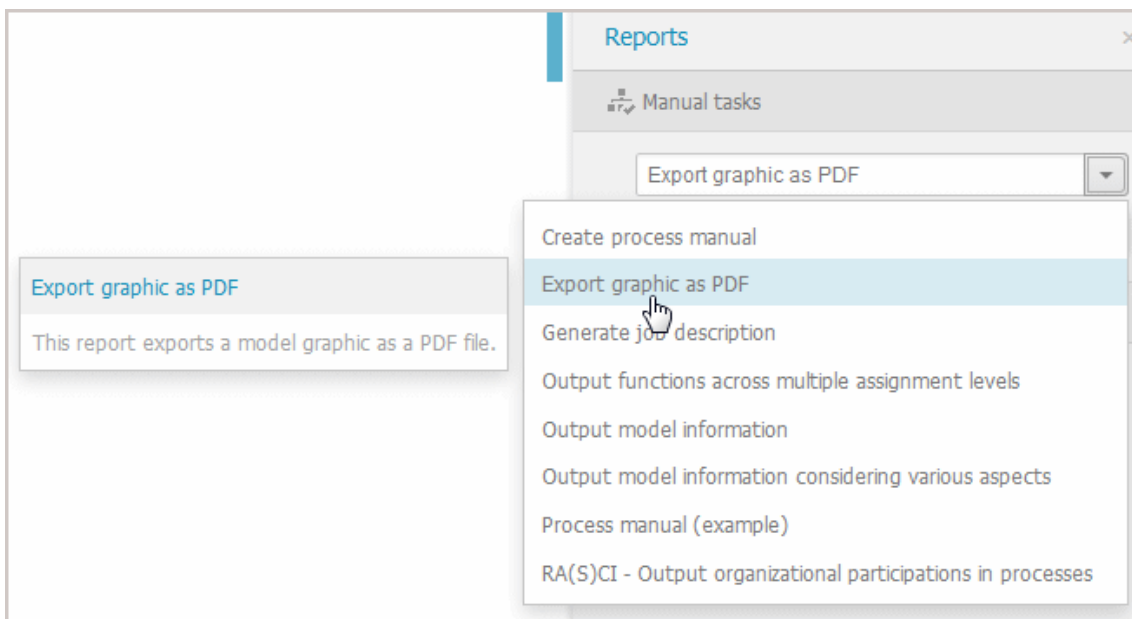 Reports
Manual tasks
Export graphic as PDF
Create process manual
Export graphic as PDF
Export graphic as PDF
This report exports a model graphic as a PDF file.
Generate job description
Output functions across multiple assignment levels
Output model information
Output model information considering various aspects
Process manual (example)
RA(S)CI - Output organizational participations in processes